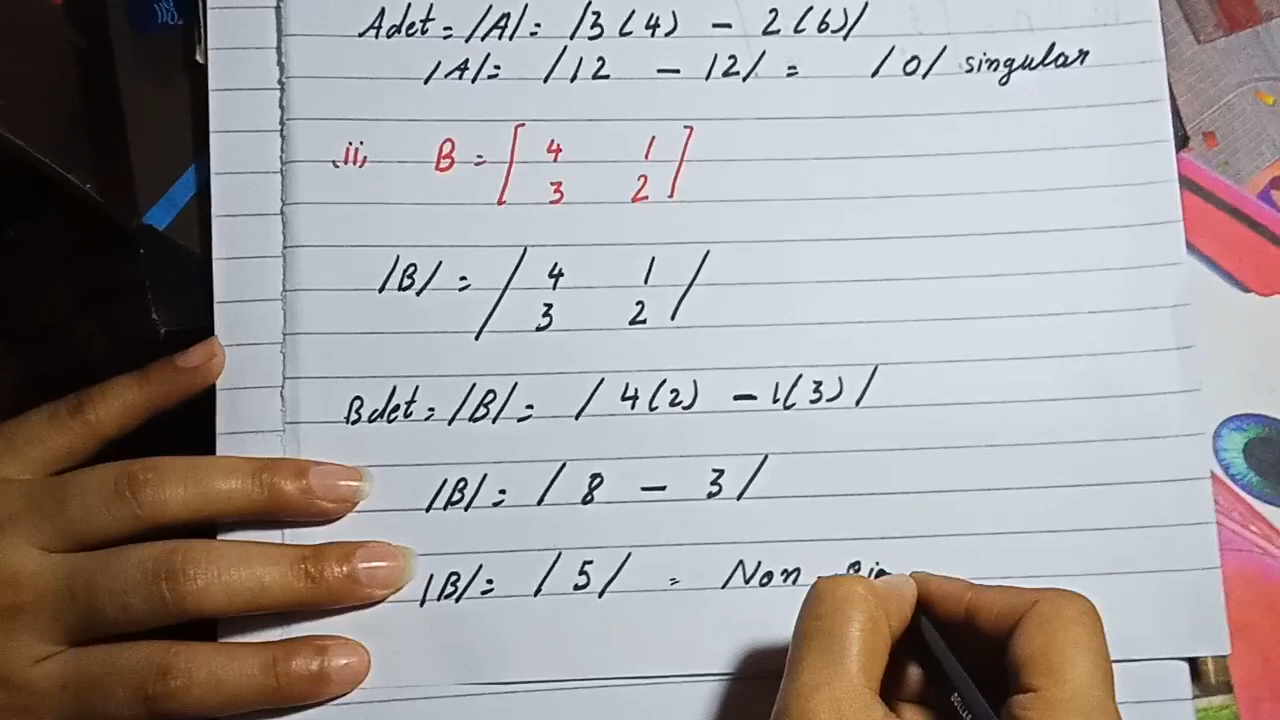 Adet = /A/ = /3(4) - 2(6)/
/A/ = /12 - 12/ = /0/ singular
ii, B = [ 4 1
3 2 ]
/B/ = / 4 1 /
3 2
Bdet = /B/ = / 4(2) - 1(3) /
/B/ = / 8 - 3 /
/B/ = / 5 / = Non - Sin